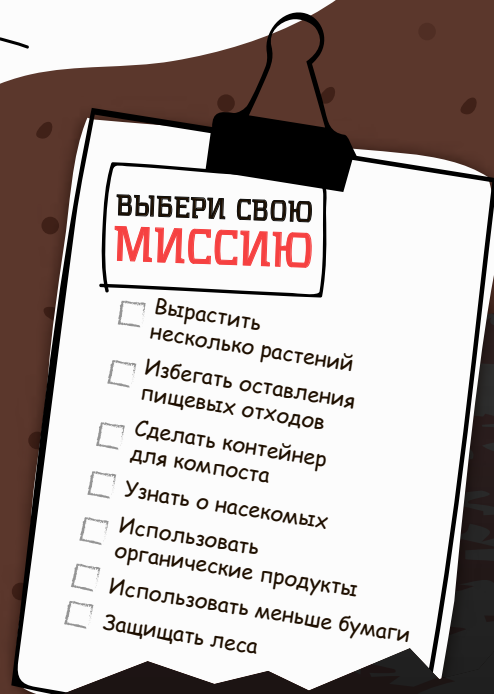 ВЫБЕРИ СВОЮ
МИССИЮ
Вырастить
несколько растений
Избегать оставления
пищевых отходов
Сделать контейнер
для компоста
Узнать о насекомых
Использовать
органические продукты
Использовать меньше бумаги
Защищать леса